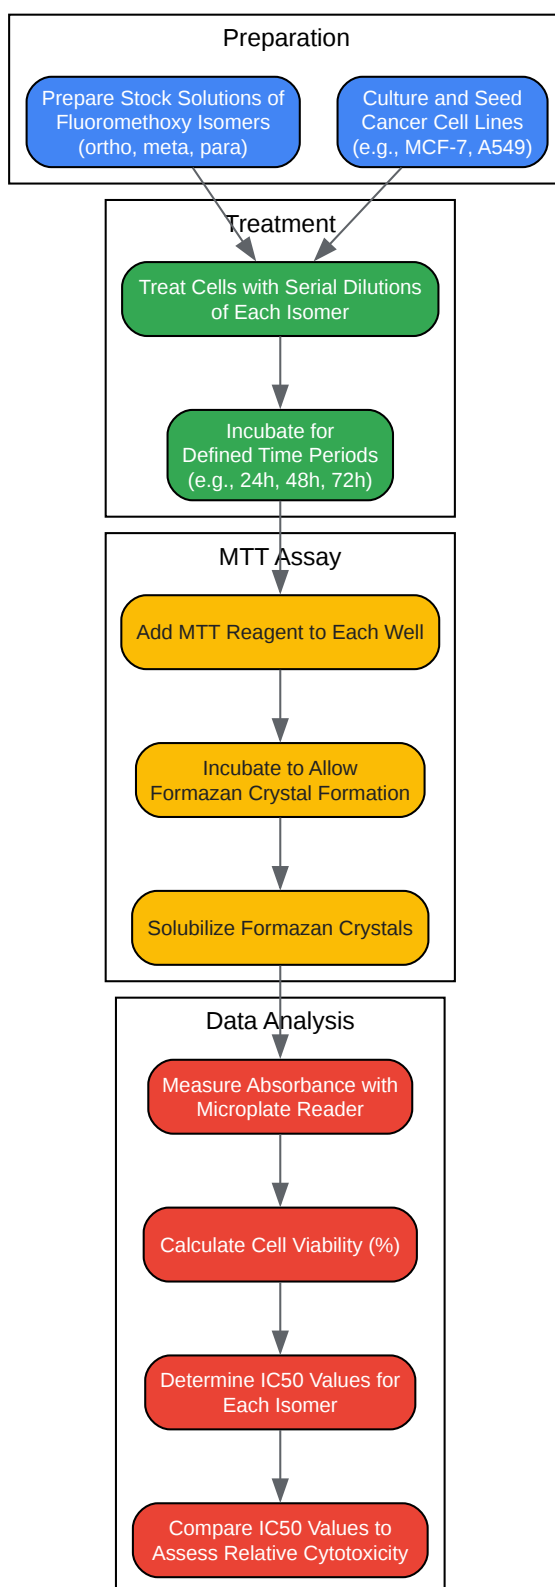 Preparation
Prepare Stock Solutions of
Fluoromethoxy Isomers
(ortho, meta, para)
Culture and Seed
Cancer Cell Lines
(e.g., MCF-7, A549)
Treatment
Treat Cells with Serial Dilutions
of Each Isomer
Incubate for
Defined Time Periods
(e.g., 24h, 48h, 72h)
MTT Assay
Add MTT Reagent to Each Well
Incubate to Allow
Formazan Crystal Formation
Solubilize Formazan Crystals
Data Analysis
Measure Absorbance with
Microplate Reader
Calculate Cell Viability (%)
Determine IC50 Values for
Each Isomer
Compare IC50 Values to
Assess Relative Cytotoxicity